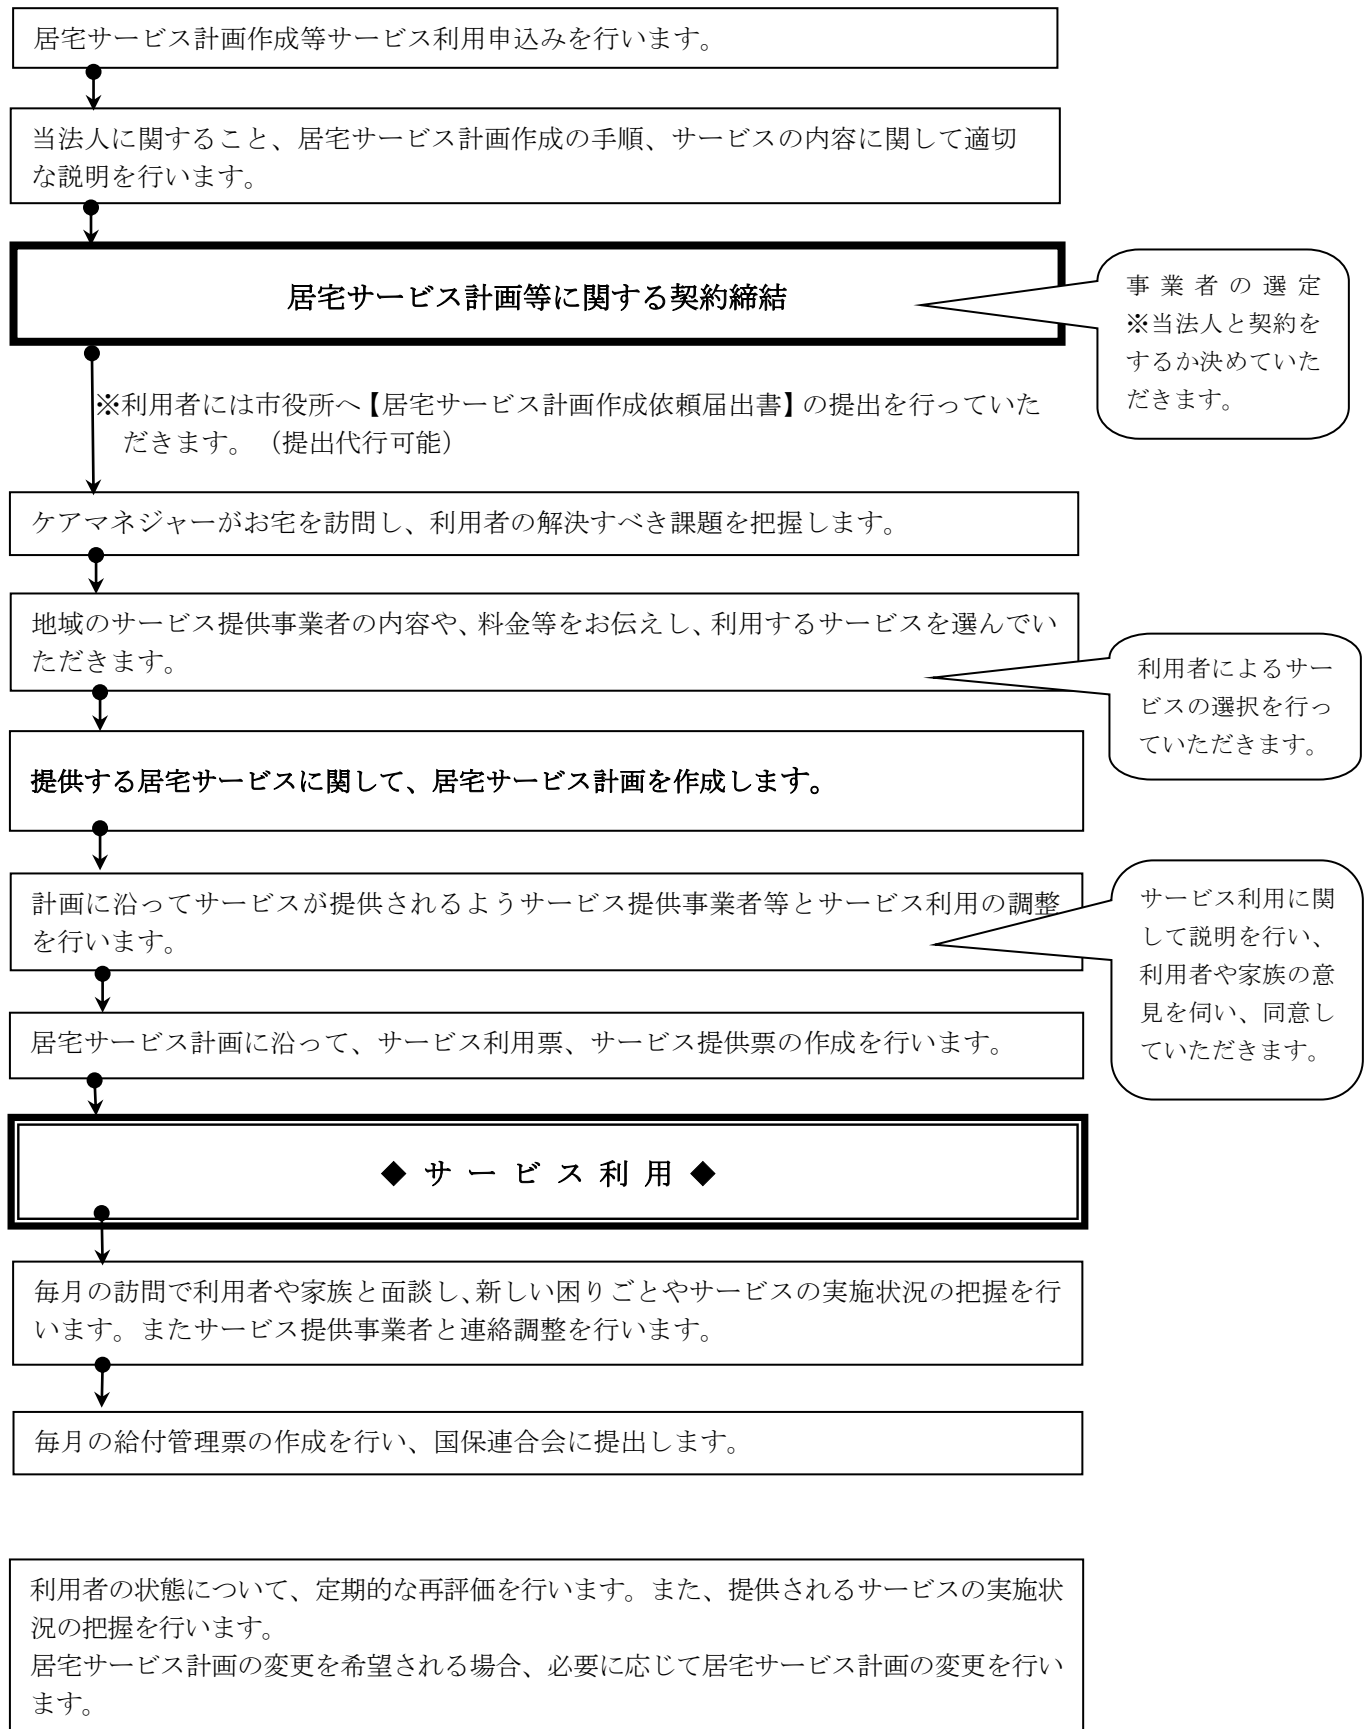 居宅サービス計画作成等サービス利用申込みを行います。
当法人に関すること、居宅サービス計画作成の手順、サービスの内容に関して適切
な説明を行います。
居宅サービス計画等に関する契約締結
事業者の選定
※当法人と契約を
するか決めていた
だきます。
※利用者には市役所へ【居宅サービス計画作成依頼届出書】の提出を行っていた
だきます。（提出代行可能）
ケアマネジャーがお宅を訪問し、利用者の解決すべき課題を把握します。
地域のサービス提供事業者の内容や、料金等をお伝えし、利用するサービスを選んでい
ただきます。
利用者によるサー
ビスの選択を行っ
ていただきます。
提供する居宅サービスに関して、居宅サービス計画を作成します。
計画に沿ってサービスが提供されるようサービス提供事業者等とサービス利用の調整
を行います。
サービス利用に関
して説明を行い、
利用者や家族の意
見を伺い、同意し
ていただきます。
居宅サービス計画に沿って、サービス利用票、サービス提供票の作成を行います。
◆サービス利用◆
毎月の訪問で利用者や家族と面談し、新しい困りごとやサービスの実施状況の把握を行
います。またサービス提供事業者と連絡調整を行います。
毎月の給付管理票の作成を行い、国保連合会に提出します。
利用者の状態について、定期的な再評価を行います。また、提供されるサービスの実施状
況の把握を行います。
居宅サービス計画の変更を希望される場合、必要に応じて居宅サービス計画の変更を行い
ます。